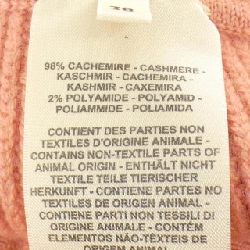 38
98% CACHEMIRE - CASHMERE -
KASCHMIR - CACHEMIRA -
KASHMIR - CAXEMIRA
2% POLYAMIDE - POLYAMID -
POLIAMMIDE - POLIAMIDA
CONTIENT DES PARTIES NON
TEXTILES D'ORIGINE ANIMALE -
CONTAINS NON-TEXTILE PARTS OF
ANIMAL ORIGIN - ENTHÄLT NICHT
TEXTILE TEILE TIERISCHER
HERKUNFT - CONTIENE PARTES NO
TEXTILES DE ORIGEN ANIMAL -
CONTIENE PARTI NON TESSILI DI
ORIGINE ANIMALE - CONTÉM
ELEMENTOS NÃO-TÊXTEIS DE
ORIGEM ANIMAL